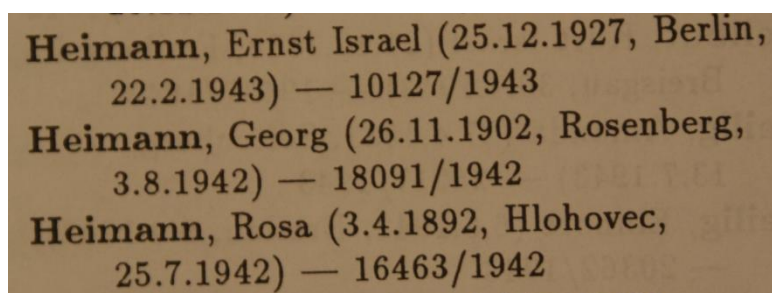 Heimann, Ernst Israel (25.12.1927, Berlin,
22.2.1943) — 10127/1943
Heimann, Georg (26.11.1902, Rosenberg,
3.8.1942) — 18091/1942
Heimann, Rosa (3.4.1892, Hlohovec,
25.7.1942) — 16463/1942